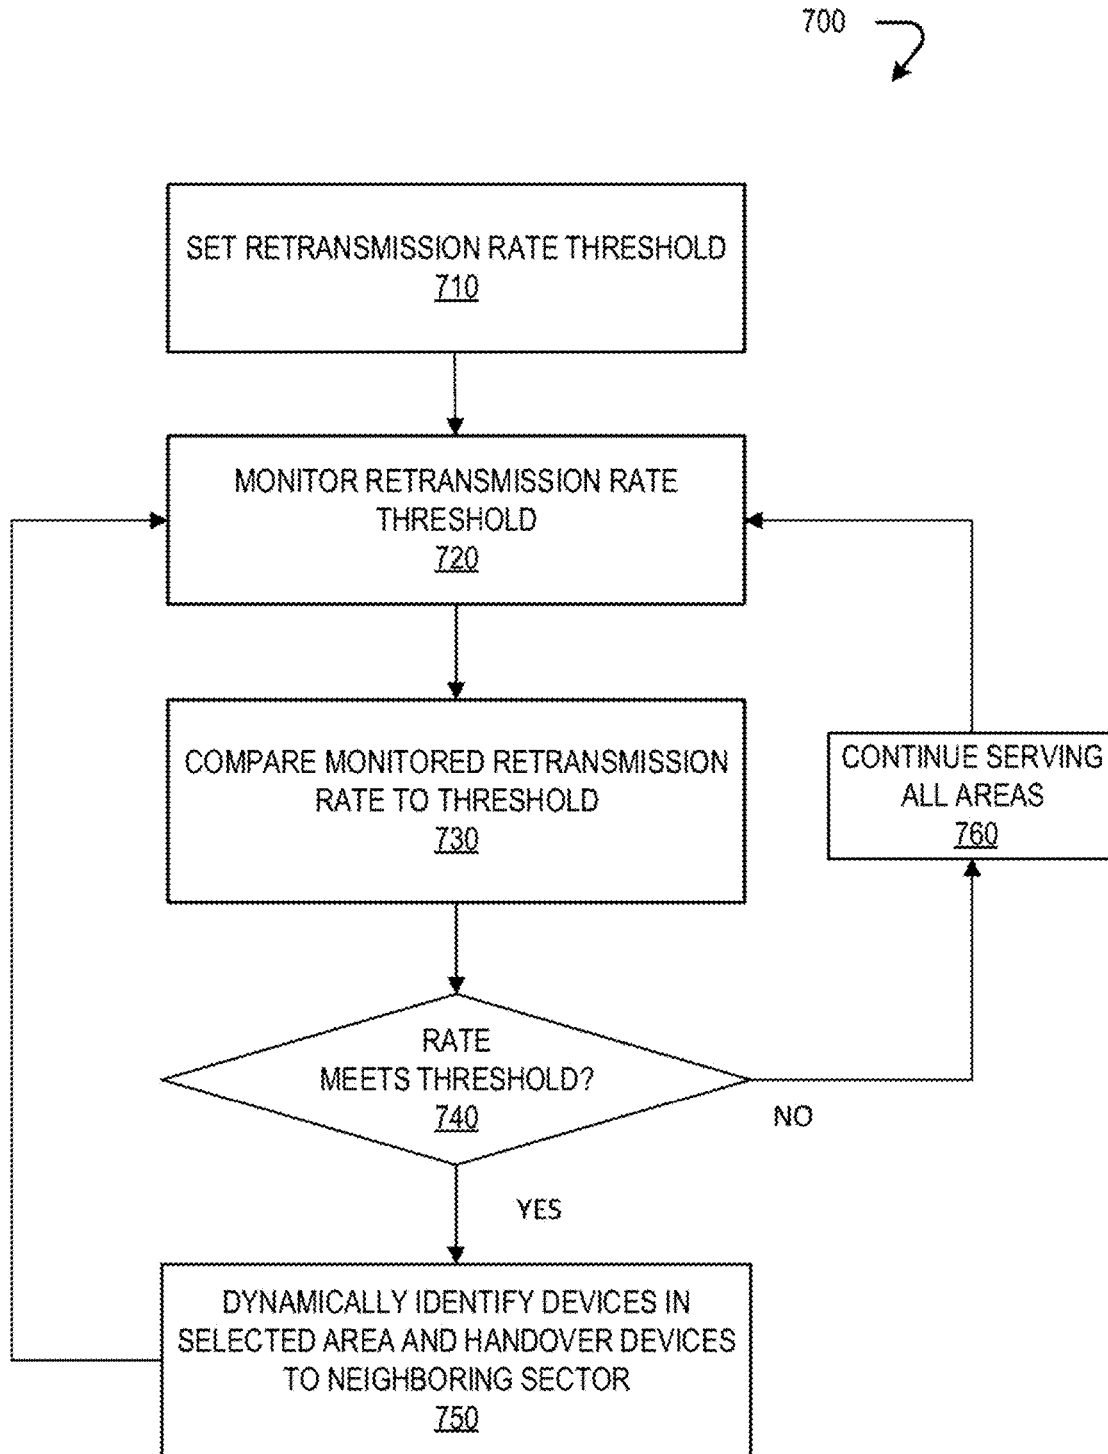 700
SET RETRANSMISSION RATE THRESHOLD
710
MONITOR RETRANSMISSION RATE
THRESHOLD
720
COMPARE MONITORED RETRANSMISSION
RATE TO THRESHOLD
730
CONTINUE SERVING
ALL AREAS
760
RATE
MEETS THRESHOLD?
740
NO
YES
DYNAMICALLY IDENTIFY DEVICES IN
SELECTED AREA AND HANDOVER DEVICES
TO NEIGHBORING SECTOR
750